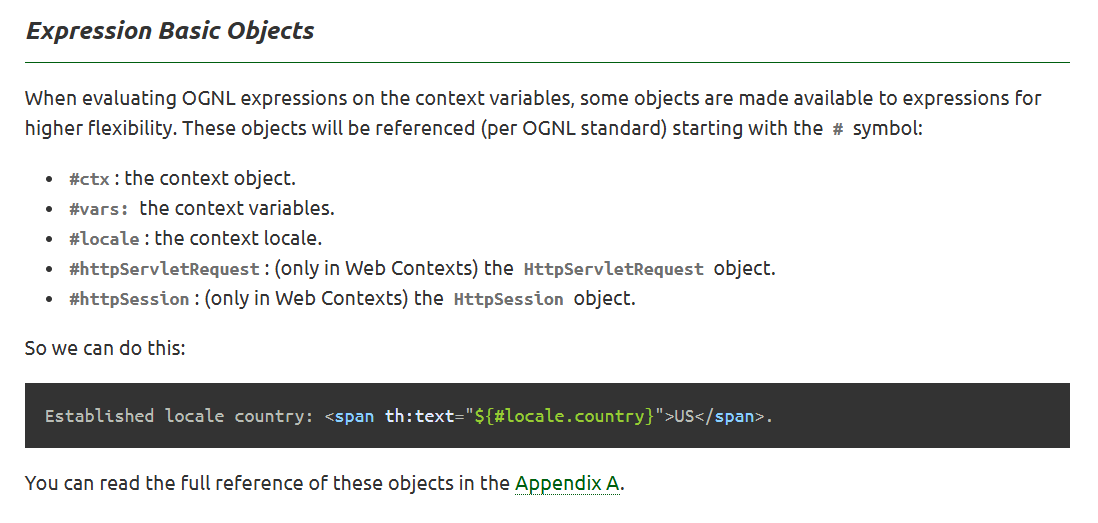 Expression Basic Objects
When evaluating OGNL expressions on the context variables, some objects are made available to expressions for
higher flexibility. These objects will be referenced (per OGNL standard) starting with the # symbol:
#ctx : the context object.
#vars: the context variables.
#locale : the context locale.
#httpServletRequest : (only in Web Contexts) the HttpServletRequest object.
#httpSession : (only in Web Contexts) the HttpSession object.
So we can do this:
Established locale country: <span th:text="${#locale.country}">US</span>.
You can read the full reference of these objects in the Appendix A.